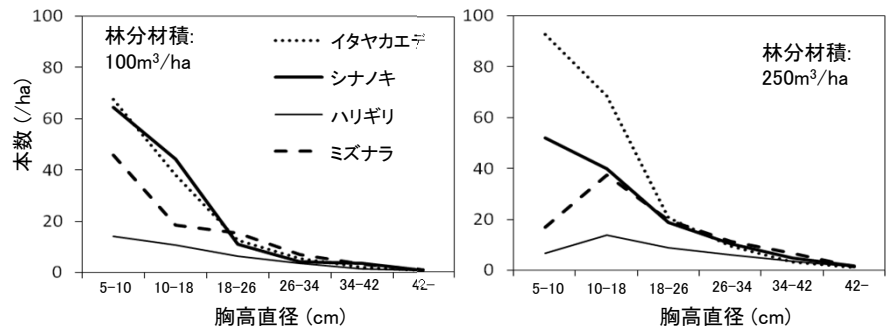 林分材積:
100m³/ha
イタヤカエデ
シナノキ
ハリギリ
ミズナラ
本数 (/ha)
100
80
60
40
20
0
5-10
10-18
18-26
26-34
34-42
42-
胸高直径 (cm)
林分材積:
250m³/ha
100
80
60
40
20
0
5-10
10-18
18-26
26-34
34-42
42-
胸高直径 (cm)